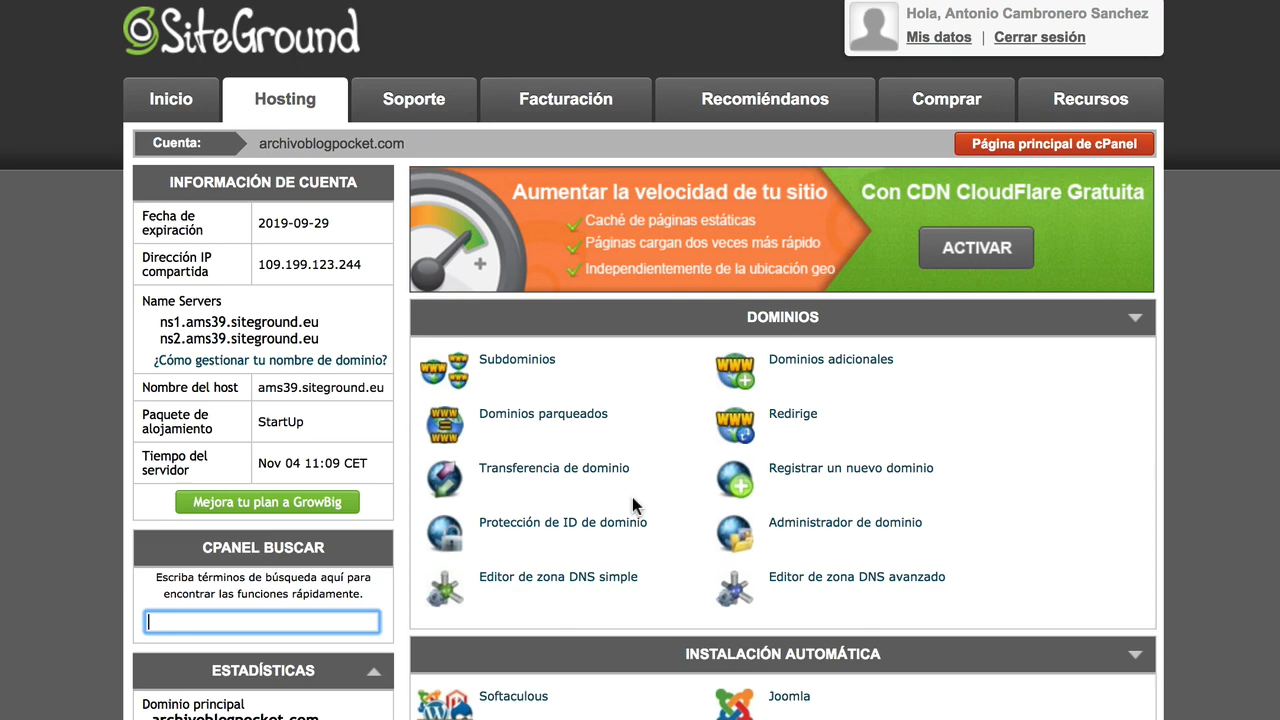 SiteGround
Hola, Antonio Cambronero Sanchez
Mis datos | Cerrar sesión
Inicio
Hosting
Soporte
Facturación
Recomiéndanos
Comprar
Recursos
Cuenta:
archivoblogpocket.com
Página principal de cPanel
INFORMACIÓN DE CUENTA
Fecha de
expiración
2019-09-29
Dirección IP
compartida
109.199.123.244
Name Servers
ns1.ams39.siteground.eu
ns2.ams39.siteground.eu
¿Cómo gestionar tu nombre de dominio?
Nombre del host
ams39.siteground.eu
Paquete de
alojamiento
StartUp
Tiempo del
servidor
Nov 04 11:09 CET
Mejora tu plan a GrowBig
CPANEL BUSCAR
Escriba términos de búsqueda aquí para
encontrar las funciones rápidamente.
ESTADÍSTICAS
Dominio principal
archivoblogpocket.com
Aumentar la velocidad de tu sitio
Caché de páginas estáticas
Páginas cargan dos veces más rápido
Independientemente de la ubicación geo
Con CDN CloudFlare Gratuita
ACTIVAR
DOMINIOS
Subdominios
Dominios adicionales
Dominios parqueados
Redirige
Transferencia de dominio
Registrar un nuevo dominio
Protección de ID de dominio
Administrador de dominio
Editor de zona DNS simple
Editor de zona DNS avanzado
INSTALACIÓN AUTOMÁTICA
Softaculous
Joomla